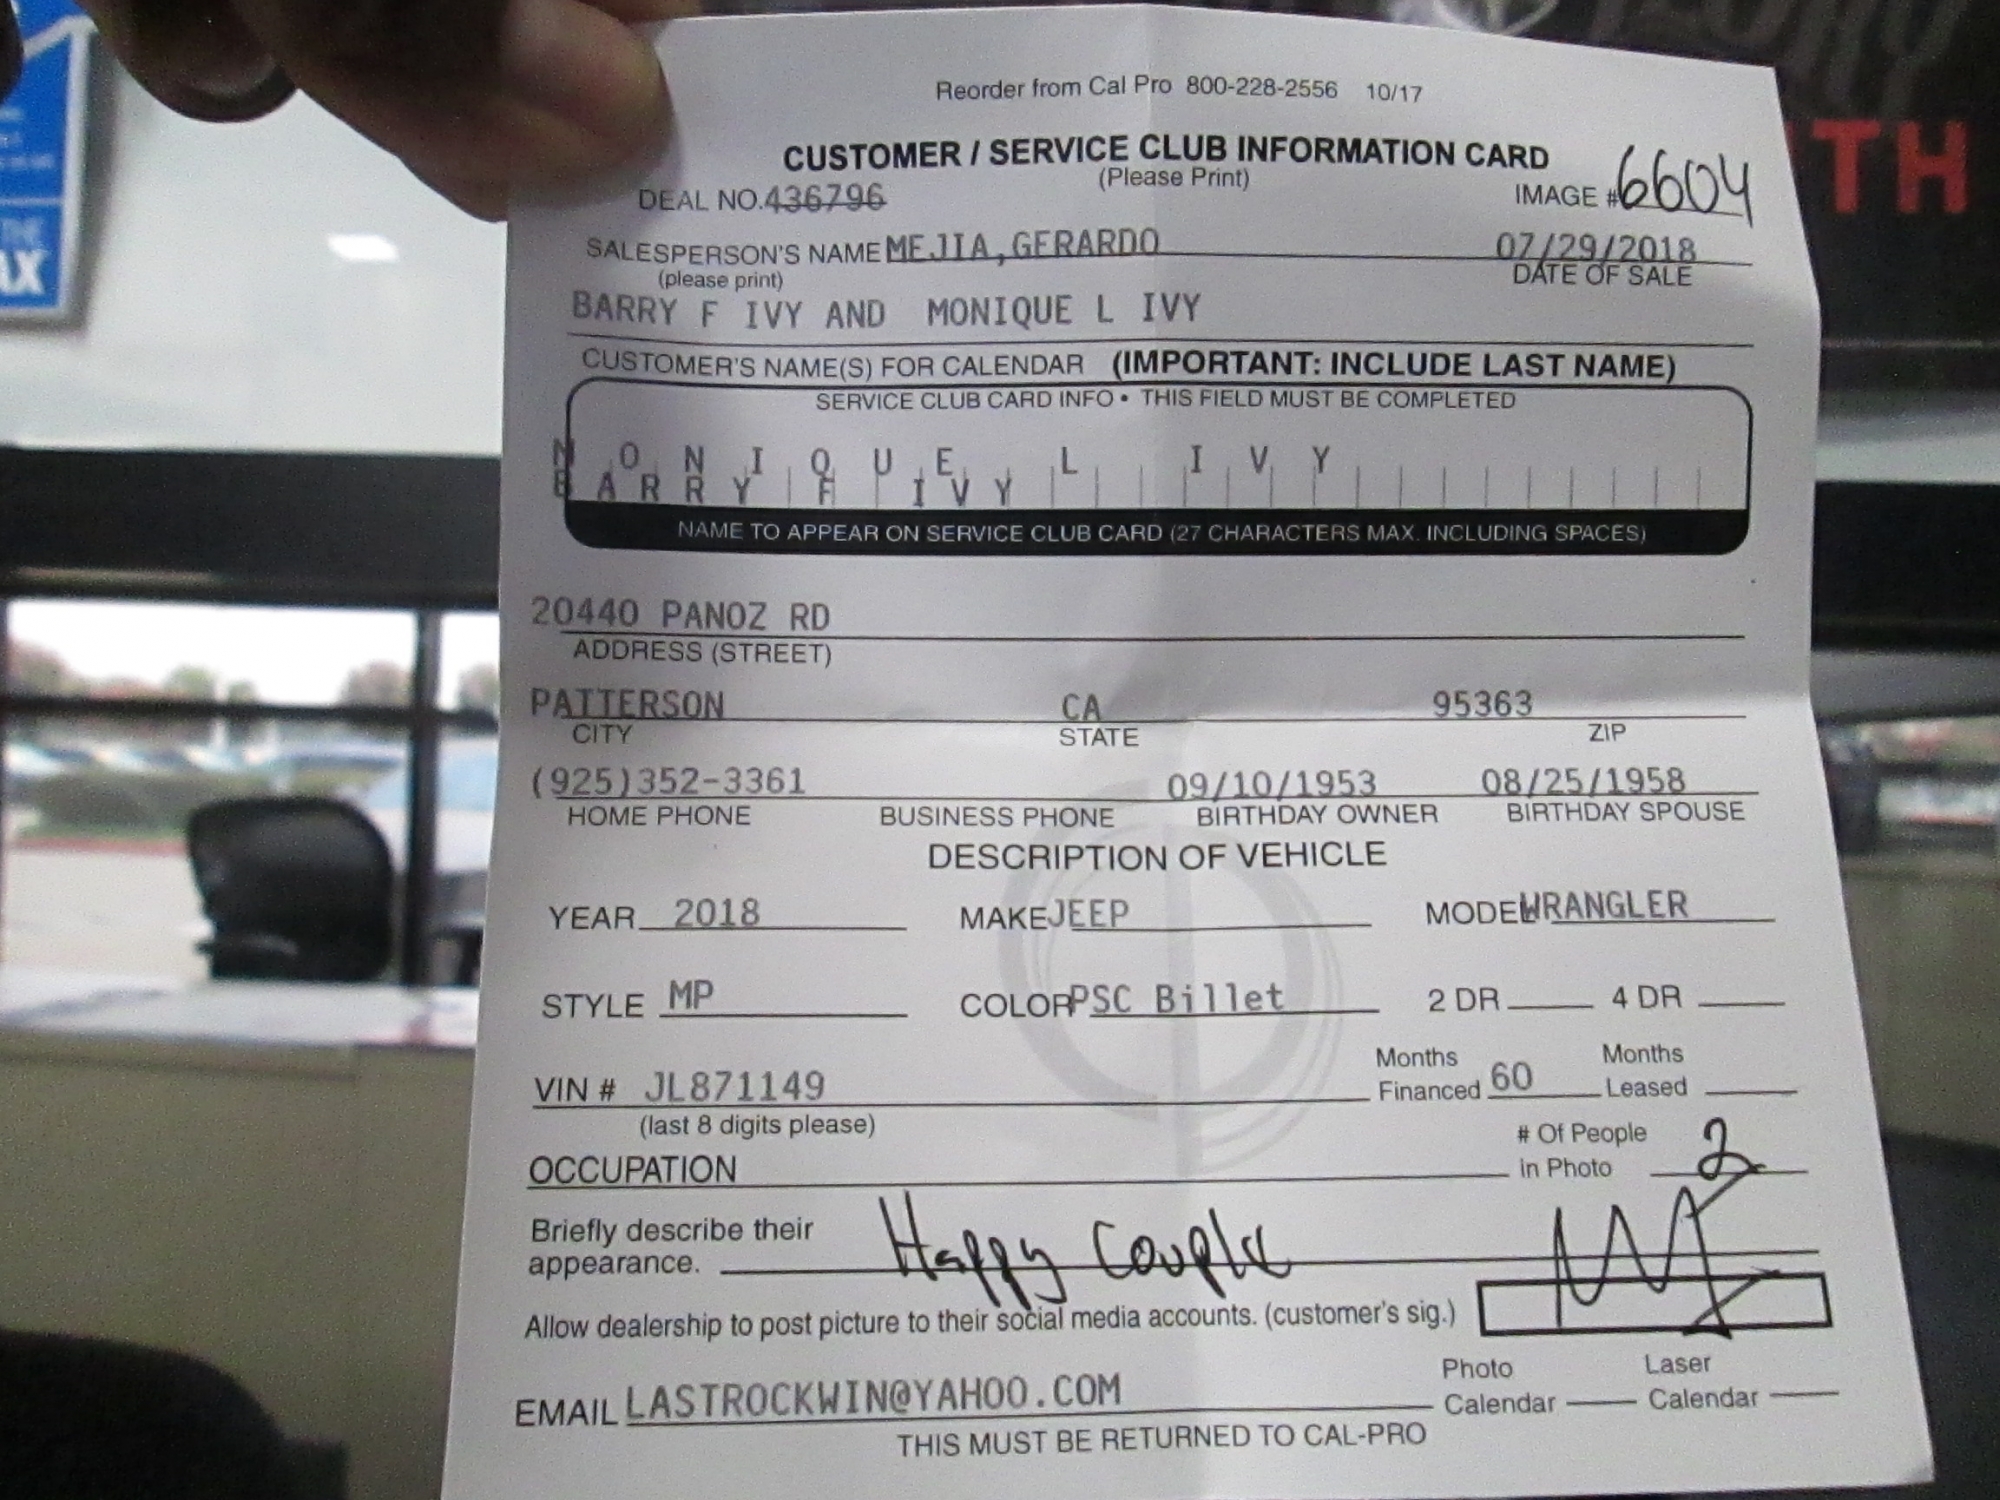 Reorder from Cal Pro 800-228-2556 10/17
CUSTOMER / SERVICE CLUB INFORMATION CARD
(Please Print)
DEAL NO. 436796 IMAGE # 6604
SALESPERSON'S NAME MEJIA,GERARDO 07/29/2018
(please print) DATE OF SALE
BARRY F IVY AND MONIQUE L IVY
CUSTOMER'S NAME(S) FOR CALENDAR (IMPORTANT: INCLUDE LAST NAME)
SERVICE CLUB CARD INFO • THIS FIELD MUST BE COMPLETED
M O N I Q U E L I V Y
B A R R Y F I V Y
NAME TO APPEAR ON SERVICE CLUB CARD (27 CHARACTERS MAX. INCLUDING SPACES)
20440 PANOZ RD
ADDRESS (STREET)
PATTERSON CA 95363
CITY STATE ZIP
(925)352-3361 09/10/1953 08/25/1958
HOME PHONE BUSINESS PHONE BIRTHDAY OWNER BIRTHDAY SPOUSE
DESCRIPTION OF VEHICLE
YEAR 2018 MAKE JEEP MODEL WRANGLER
STYLE MP COLOR PSC Billet 2 DR 4 DR
VIN # JL871149 Months Financed 60 Months Leased
(last 8 digits please)
OCCUPATION # Of People in Photo 2
Briefly describe their appearance. Happy Couple
Allow dealership to post picture to their social media accounts. (customer's sig.)
EMAIL LASTROCKWIN@YAHOO.COM Photo Calendar Laser Calendar
THIS MUST BE RETURNED TO CAL-PRO
THE
AX
TH